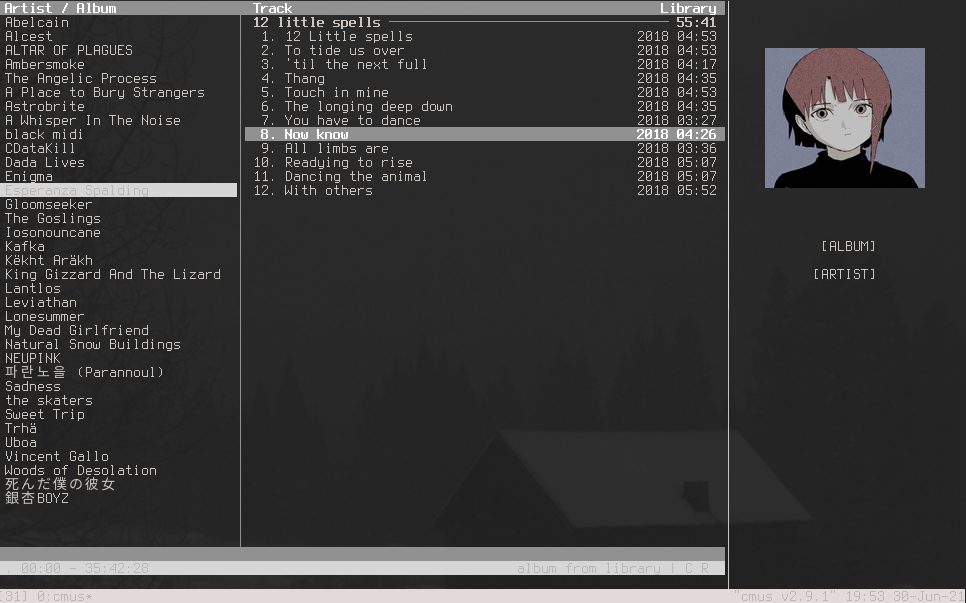 Artist / Album
Abelcain
Alcest
ALTAR OF PLAGUES
Ambersmoke
The Angelic Process
A Place to Bury Strangers
Astrobrite
A Whisper In The Noise
black midi
CDataKill
Dada Lives
Enigma
Esperanza Spalding
Gloomseeker
The Goslings
Iosonouncane
Kafka
Këkht Aräkh
King Gizzard And The Lizard
Lantlos
Leviathan
Lonesummer
My Dead Girlfriend
Natural Snow Buildings
NEUPINK
파란노을 (Parannoul)
Sadness
the skaters
Sweet Trip
Trhä
Uboa
Vincent Gallo
Woods of Desolation
死んだ僕の彼女
銀杏BOYZ
Track Library
12 little spells 55:41
1. 12 Little spells 2018 04:53
2. To tide us over 2018 04:53
3. 'til the next full 2018 04:17
4. Thang 2018 04:35
5. Touch in mine 2018 04:53
6. The longing deep down 2018 04:35
7. You have to dance 2018 03:27
8. Now know 2018 04:26
9. All limbs are 2018 03:36
10. Readying to rise 2018 05:07
11. Dancing the animal 2018 05:07
12. With others 2018 05:52
[ALBUM]
[ARTIST]
. 00:00 - 35:42:28 album from library | C R
[31] 0:cmus* "cmus v2.9.1" 19:53 30-Jun-21